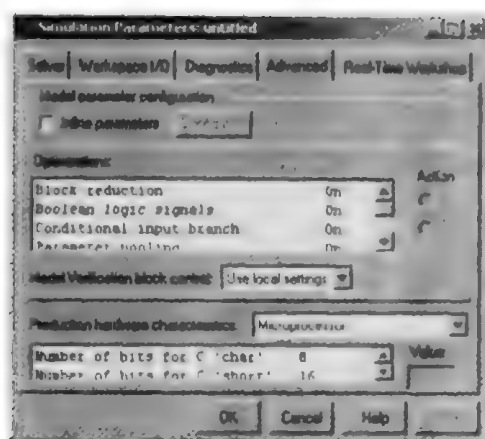 Simulation Parameters: untitled
Solver Workspace I/O Diagnostics Advanced Real-Time Workshop
Model parameter configuration
Inline parameters
Optimizations
Action
Block reduction On
Boolean logic signals On
Conditional input branch On
Parameter pooling On
Model Verification block control: Use local settings
Production hardware characteristics: Microprocessor
Number of bits for C 'char' 8
Value
Number of bits for C 'short' 16
OK Cancel Help